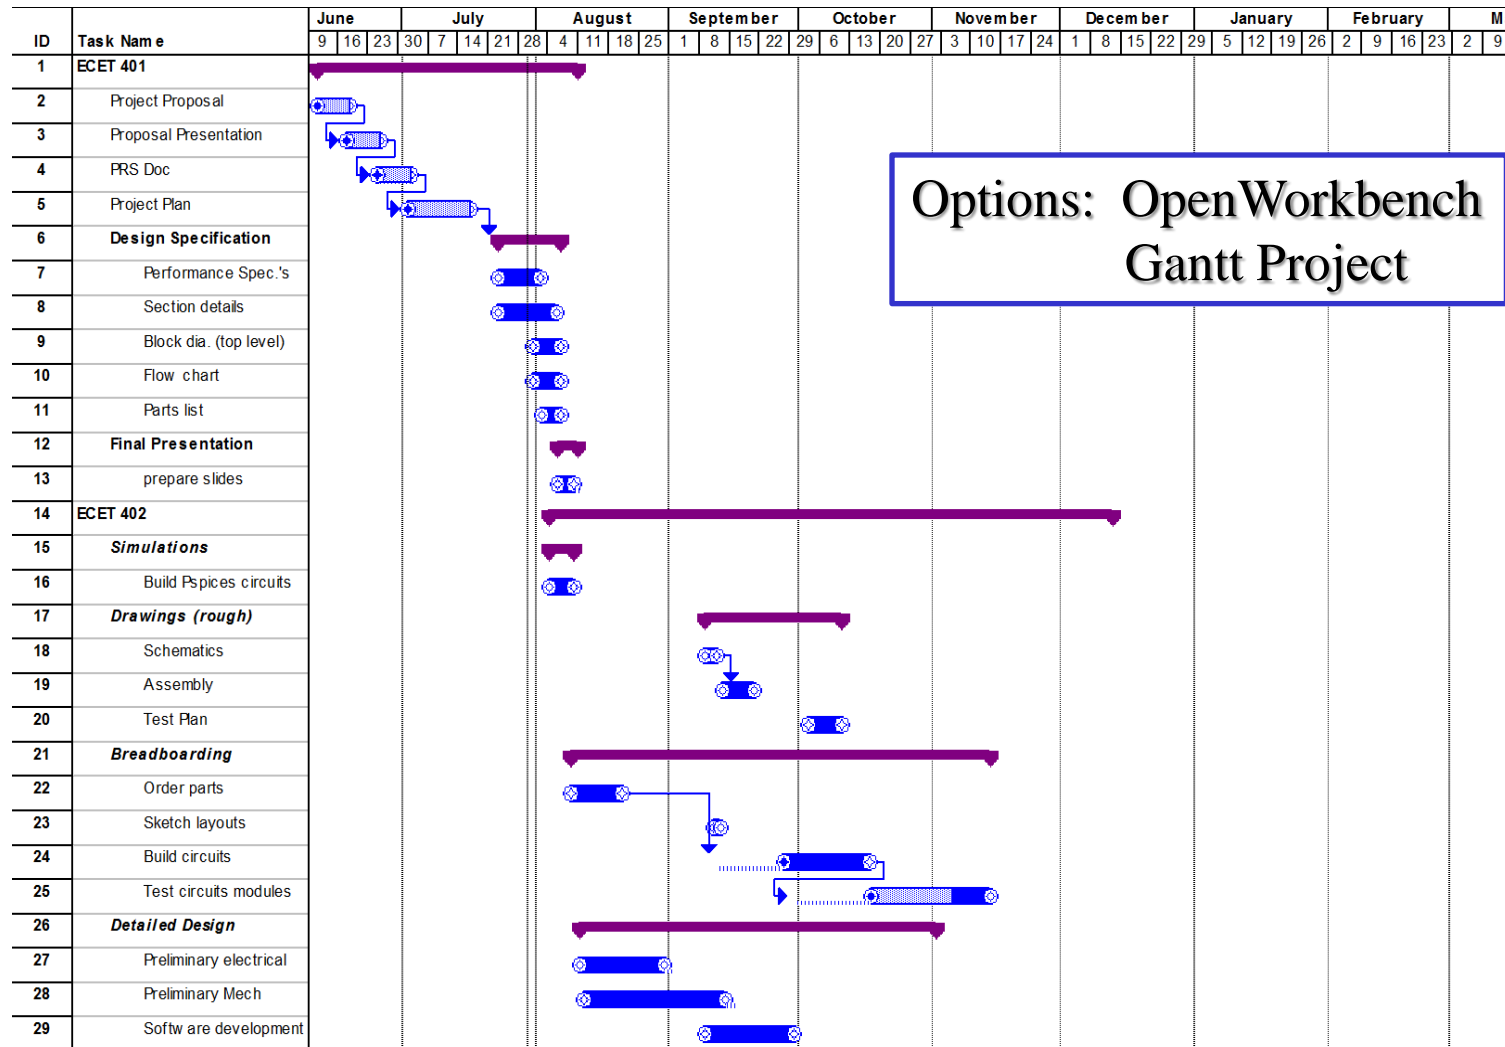 June July August September October November December January February M
ID Task Name 9 16 23 30 7 14 21 28 4 11 18 25 1 8 15 22 29 6 13 20 27 3 10 17 24 1 8 15 22 29 5 12 19 26 2 9 16 23 2 9
1 ECET 401
2 Project Proposal
3 Proposal Presentation
4 PRS Doc
5 Project Plan
6 Design Specification
7 Performance Spec.'s
8 Section details
9 Block dia. (top level)
10 Flow chart
11 Parts list
12 Final Presentation
13 prepare slides
14 ECET 402
15 Simulations
16 Build Pspices circuits
17 Drawings (rough)
18 Schematics
19 Assembly
20 Test Plan
21 Breadboarding
22 Order parts
23 Sketch layouts
24 Build circuits
25 Test circuits modules
26 Detailed Design
27 Preliminary electrical
28 Preliminary Mech
29 Software development
Options: OpenWorkbench
Gantt Project